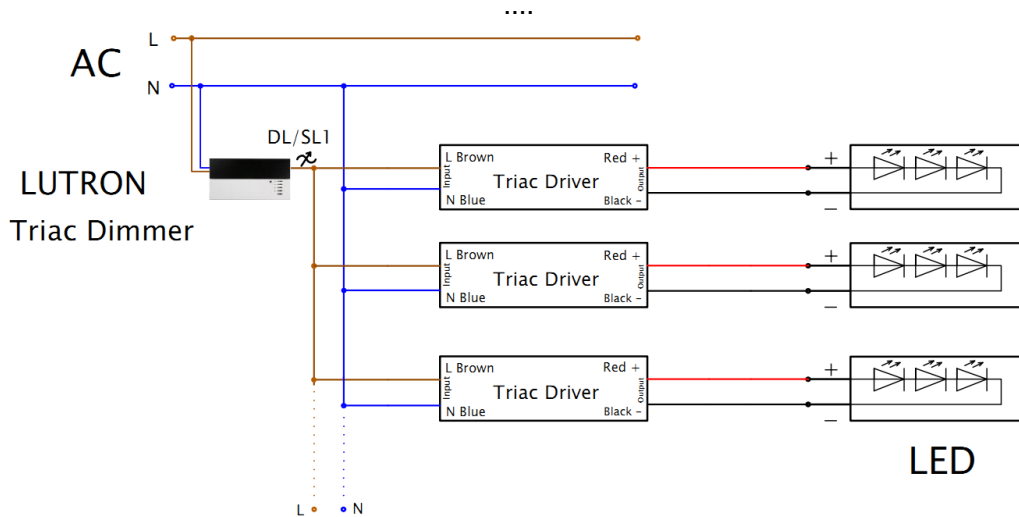 ....
L
AC
N
DL/SL1
LUTRON
Triac Dimmer
L Brown
Red +
Input
Triac Driver
Output
N Blue
Black -
+
-
L Brown
Red +
Input
Triac Driver
Output
N Blue
Black -
+
-
L Brown
Red +
Input
Triac Driver
Output
N Blue
Black -
+
-
LED
L
N